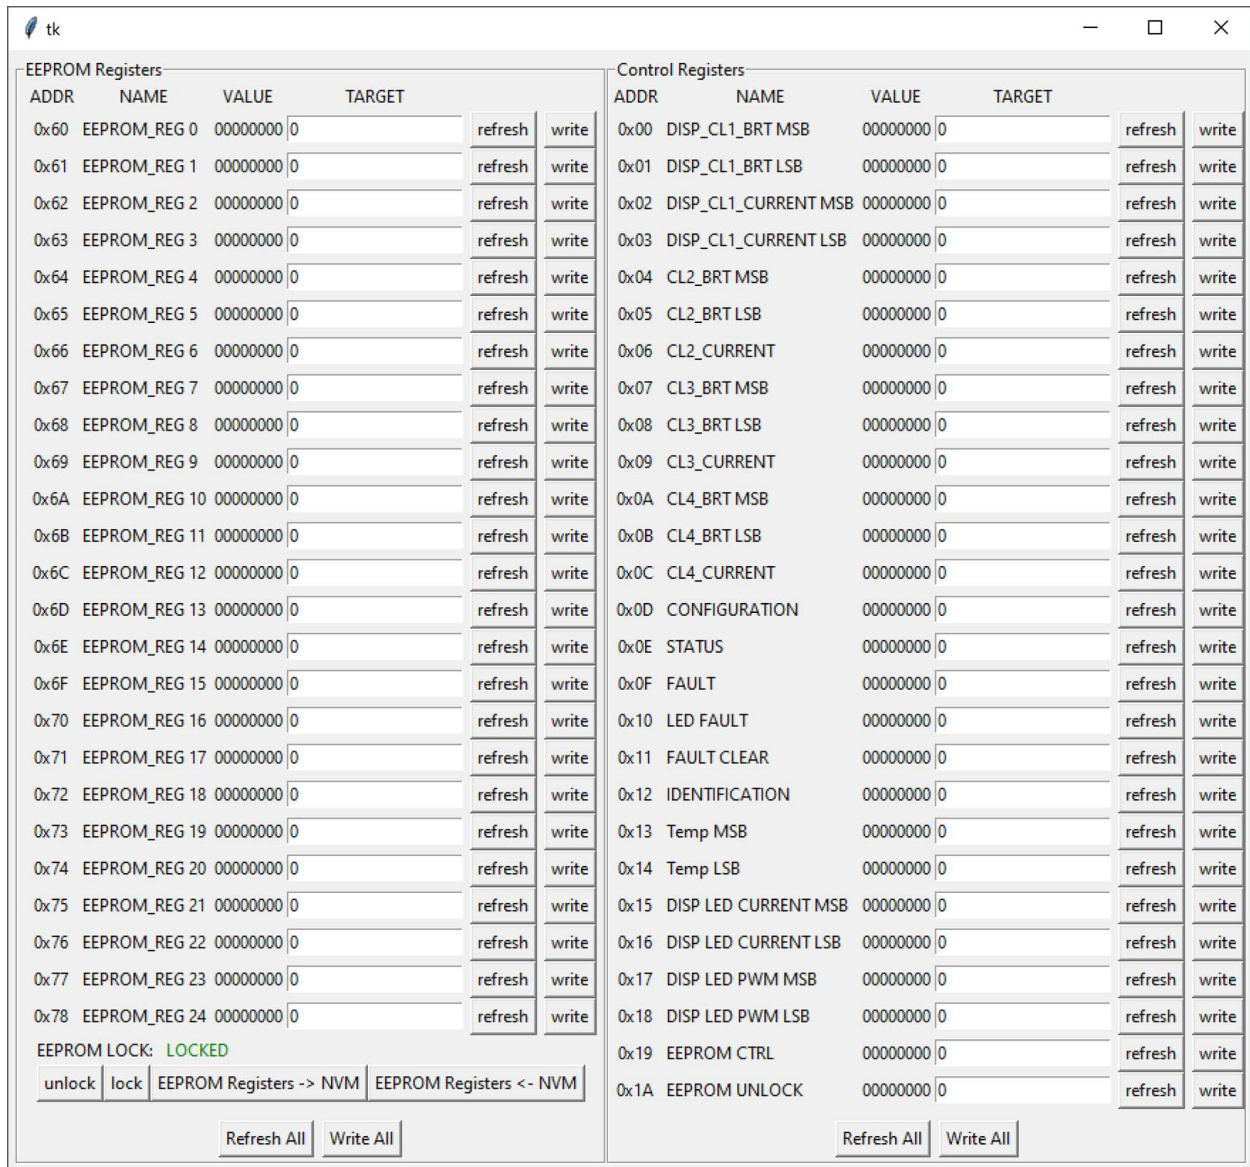 tk
EEPROM Registers
ADDR NAME VALUE TARGET
0x60 EEPROM_REG 0 00000000 0 refresh write
0x61 EEPROM_REG 1 00000000 0 refresh write
0x62 EEPROM_REG 2 00000000 0 refresh write
0x63 EEPROM_REG 3 00000000 0 refresh write
0x64 EEPROM_REG 4 00000000 0 refresh write
0x65 EEPROM_REG 5 00000000 0 refresh write
0x66 EEPROM_REG 6 00000000 0 refresh write
0x67 EEPROM_REG 7 00000000 0 refresh write
0x68 EEPROM_REG 8 00000000 0 refresh write
0x69 EEPROM_REG 9 00000000 0 refresh write
0x6A EEPROM_REG 10 00000000 0 refresh write
0x6B EEPROM_REG 11 00000000 0 refresh write
0x6C EEPROM_REG 12 00000000 0 refresh write
0x6D EEPROM_REG 13 00000000 0 refresh write
0x6E EEPROM_REG 14 00000000 0 refresh write
0x6F EEPROM_REG 15 00000000 0 refresh write
0x70 EEPROM_REG 16 00000000 0 refresh write
0x71 EEPROM_REG 17 00000000 0 refresh write
0x72 EEPROM_REG 18 00000000 0 refresh write
0x73 EEPROM_REG 19 00000000 0 refresh write
0x74 EEPROM_REG 20 00000000 0 refresh write
0x75 EEPROM_REG 21 00000000 0 refresh write
0x76 EEPROM_REG 22 00000000 0 refresh write
0x77 EEPROM_REG 23 00000000 0 refresh write
0x78 EEPROM_REG 24 00000000 0 refresh write
EEPROM LOCK: LOCKED
unlock lock EEPROM Registers -> NVM EEPROM Registers <- NVM
Refresh All Write All
Control Registers
ADDR NAME VALUE TARGET
0x00 DISP_CL1_BRT MSB 00000000 0 refresh write
0x01 DISP_CL1_BRT LSB 00000000 0 refresh write
0x02 DISP_CL1_CURRENT MSB 00000000 0 refresh write
0x03 DISP_CL1_CURRENT LSB 00000000 0 refresh write
0x04 CL2_BRT MSB 00000000 0 refresh write
0x05 CL2_BRT LSB 00000000 0 refresh write
0x06 CL2_CURRENT 00000000 0 refresh write
0x07 CL3_BRT MSB 00000000 0 refresh write
0x08 CL3_BRT LSB 00000000 0 refresh write
0x09 CL3_CURRENT 00000000 0 refresh write
0x0A CL4_BRT MSB 00000000 0 refresh write
0x0B CL4_BRT LSB 00000000 0 refresh write
0x0C CL4_CURRENT 00000000 0 refresh write
0x0D CONFIGURATION 00000000 0 refresh write
0x0E STATUS 00000000 0 refresh write
0x0F FAULT 00000000 0 refresh write
0x10 LED FAULT 00000000 0 refresh write
0x11 FAULT CLEAR 00000000 0 refresh write
0x12 IDENTIFICATION 00000000 0 refresh write
0x13 Temp MSB 00000000 0 refresh write
0x14 Temp LSB 00000000 0 refresh write
0x15 DISP LED CURRENT MSB 00000000 0 refresh write
0x16 DISP LED CURRENT LSB 00000000 0 refresh write
0x17 DISP LED PWM MSB 00000000 0 refresh write
0x18 DISP LED PWM LSB 00000000 0 refresh write
0x19 EEPROM CTRL 00000000 0 refresh write
0x1A EEPROM UNLOCK 00000000 0 refresh write
Refresh All Write All